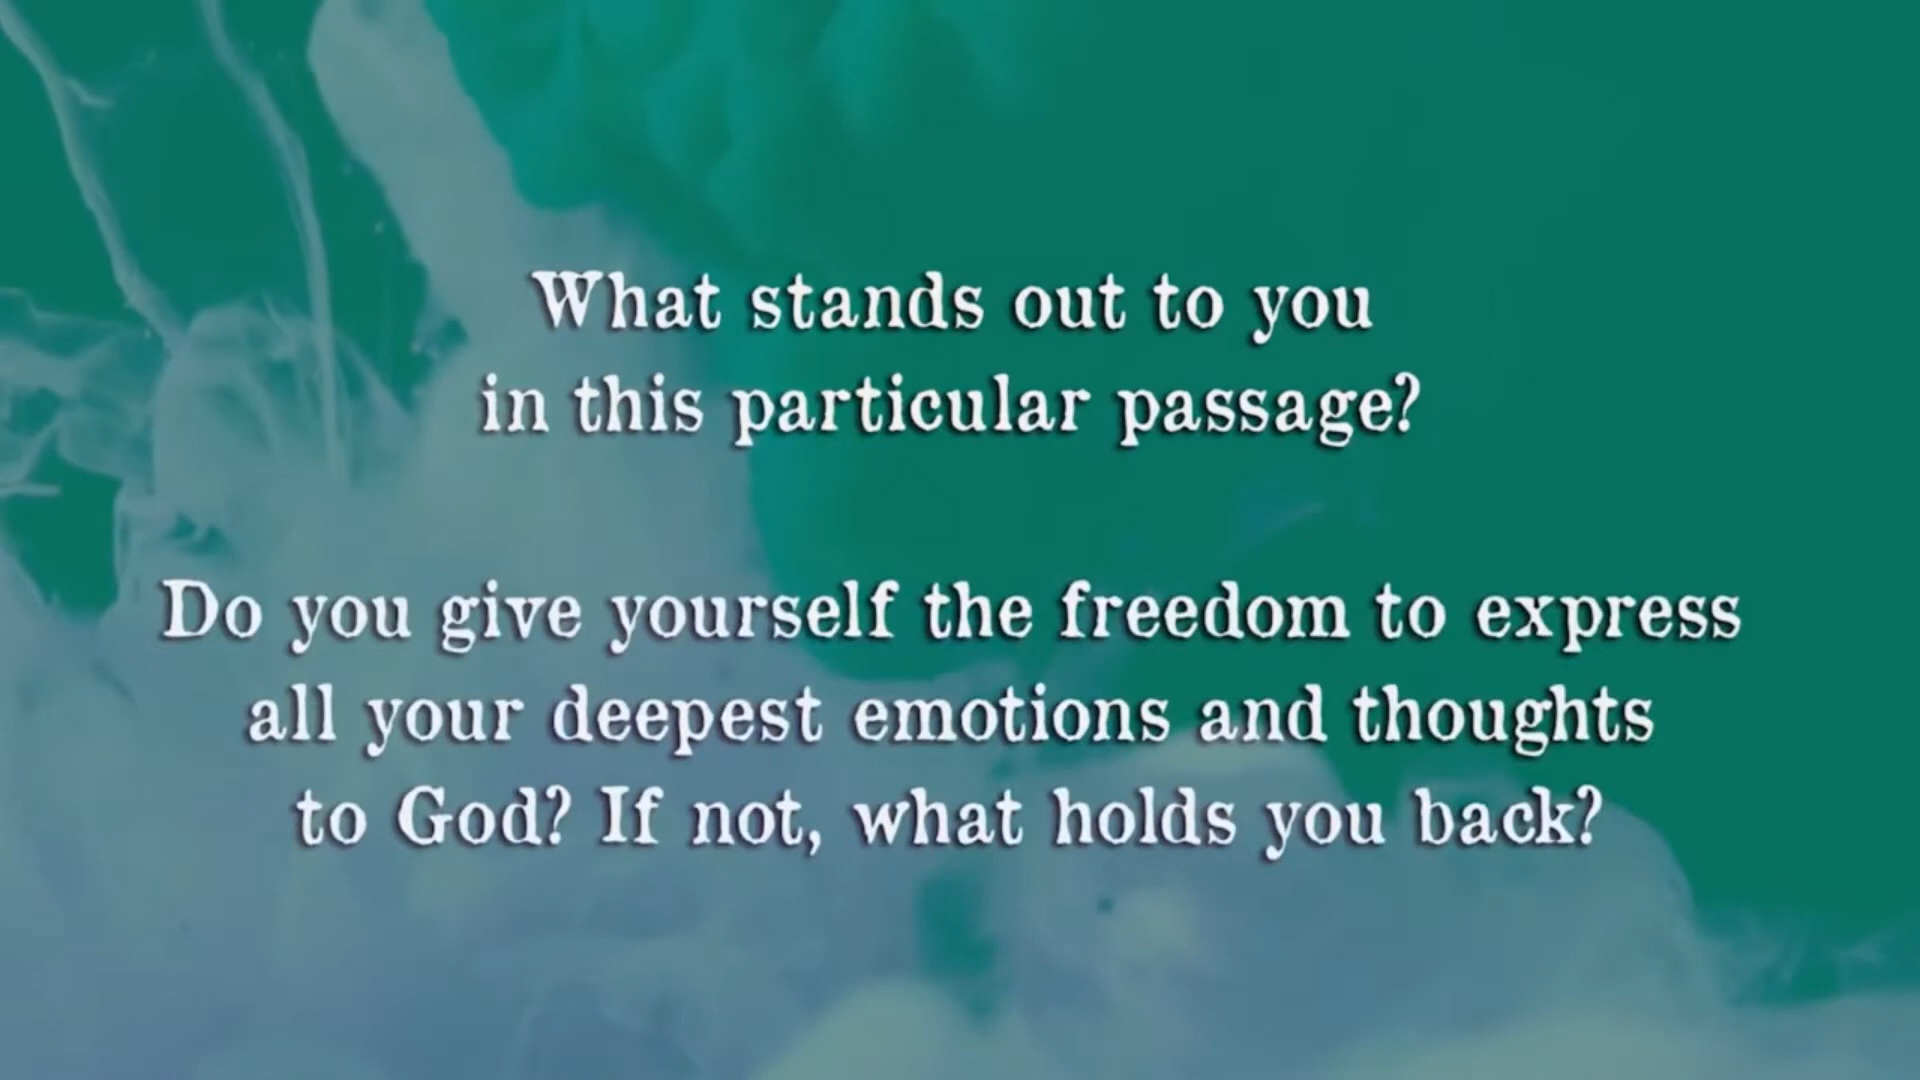 What stands out to you
in this particular passage?
Do you give yourself the freedom to express
all your deepest emotions and thoughts
to God? If not, what holds you back?